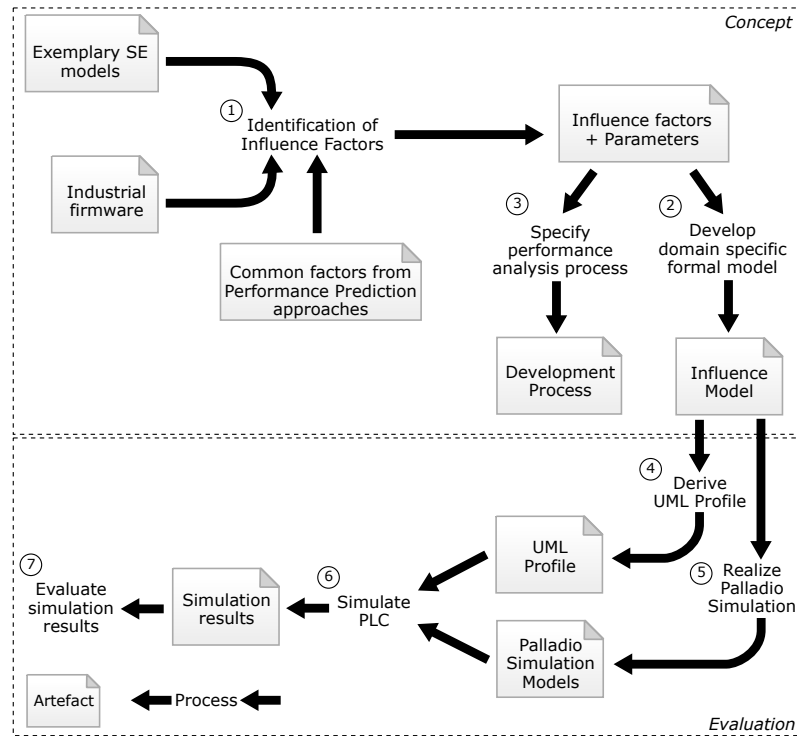 Concept
Exemplary SE
models
1
Identification of
Influence Factors
Influence factors
+ Parameters
Industrial
firmware
Common factors from
Performance Prediction
approaches
3
Specify
performance
analysis process
2
Develop
domain specific
formal model
Development
Process
Influence
Model
4
Derive
UML Profile
UML
Profile
5
Realize
Palladio
Simulation
Palladio
Simulation
Models
6
Simulate
PLC
Simulation
results
7
Evaluate
simulation
results
Artefact
Process
Evaluation